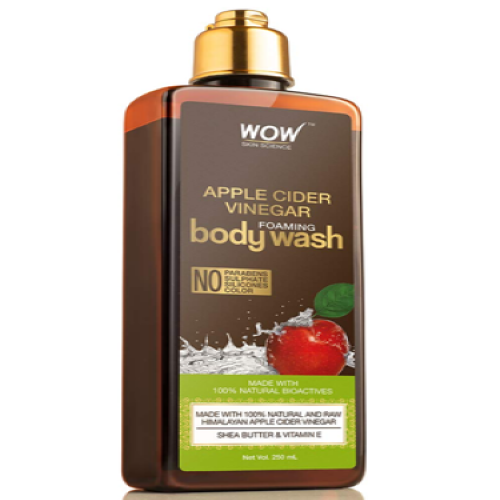 WOW™
SKIN SCIENCE
APPLE CIDER
VINEGAR
FOAMING
body wash
NO PARABENS
SULPHATE
SILICONES
COLOR
MADE WITH
100% NATURAL BIOACTIVES
MADE WITH 100% NATURAL AND RAW
HIMALAYAN APPLE CIDER VINEGAR
SHEA BUTTER & VITAMIN E
Net Vol. 250 mL